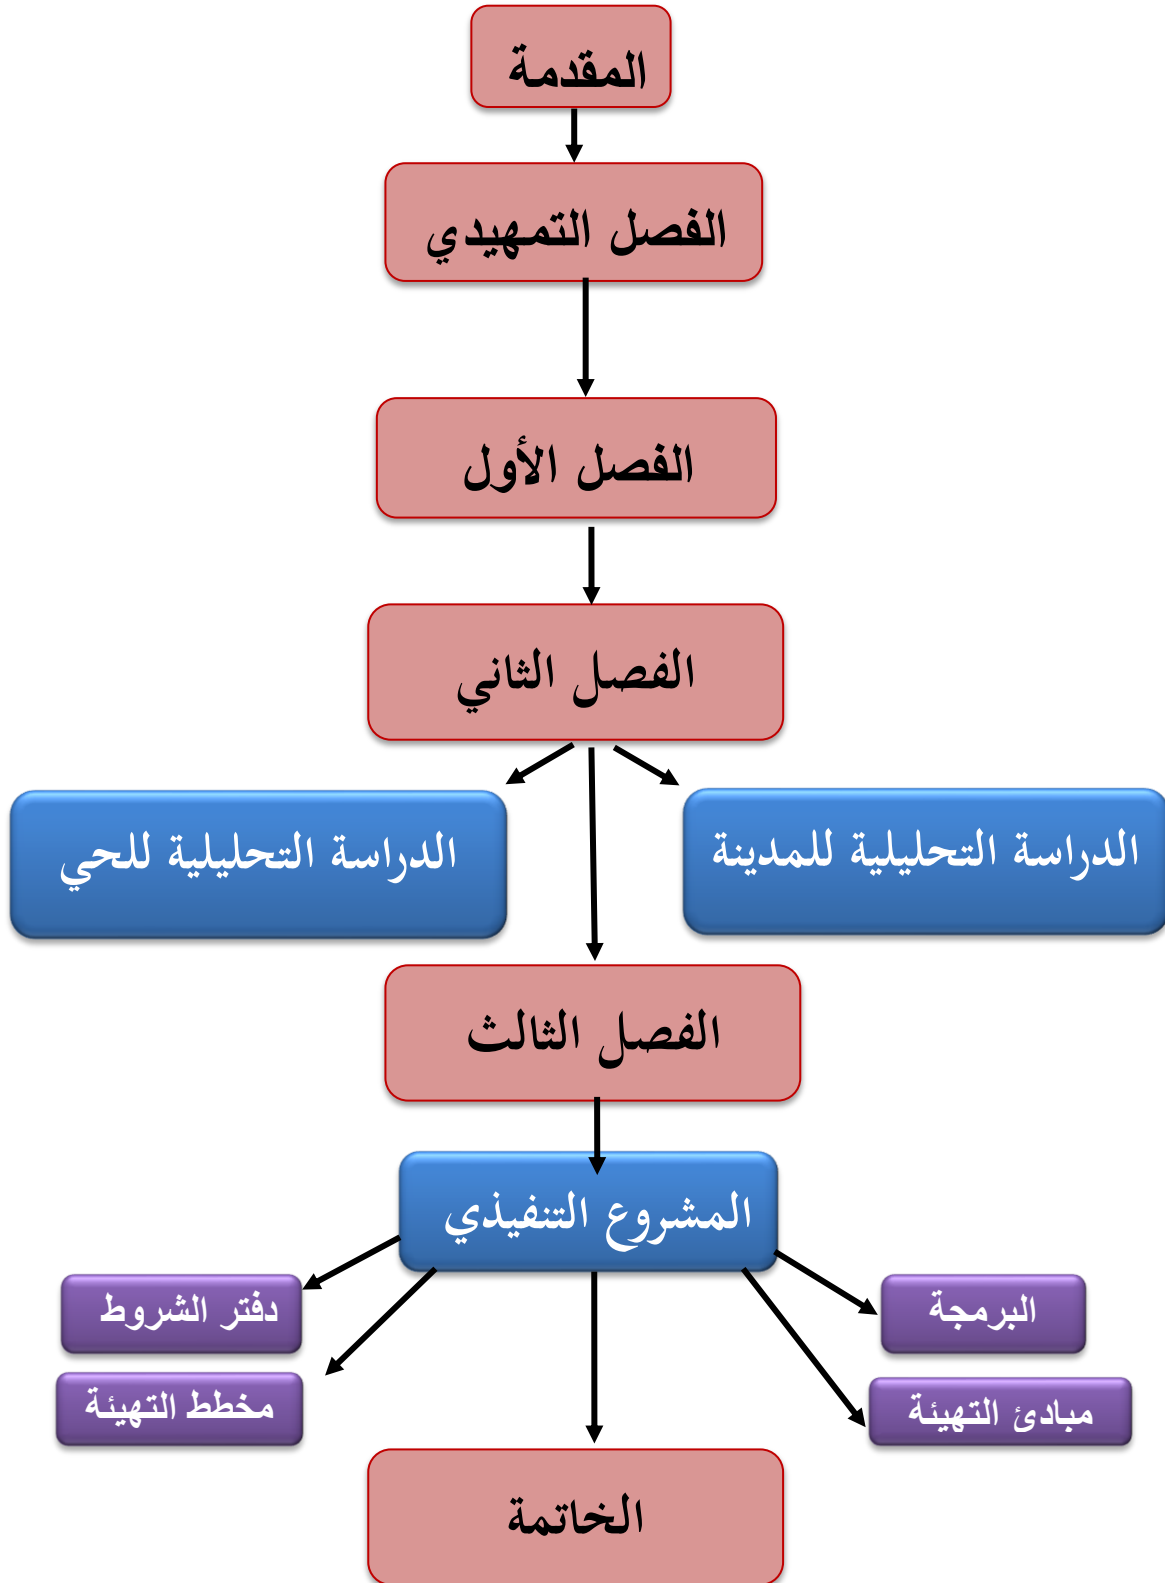 المقدمة
الفصل التمهيدي
الفصل الأول
الفصل الثاني
الدراسة التحليلية للمدينة
الدراسة التحليلية للحي
الفصل الثالث
المشروع التنفيذي
البرمجة
دفتر الشروط
مبادئ التهيئة
مخطط التهيئة
الخاتمة